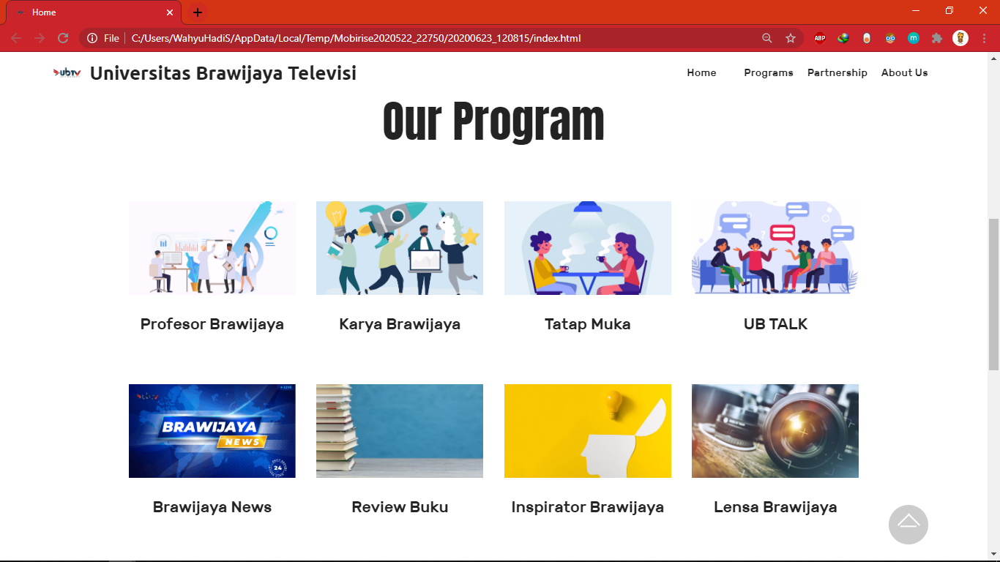 Home
File
C:/Users/WahyuHadiS/AppData/Local/Temp/Mobirise2020522_22750/20200623_120815/index.html
ABP
m
UBTV
Universitas Brawijaya Televisi
Home Programs Partnership About Us
Our Program
Profesor Brawijaya
Karya Brawijaya
Tatap Muka
UB TALK
UBTV
LIVE
BRAWIJAYA
NEWS
24
Brawijaya News
Review Buku
Inspirator Brawijaya
Lensa Brawijaya